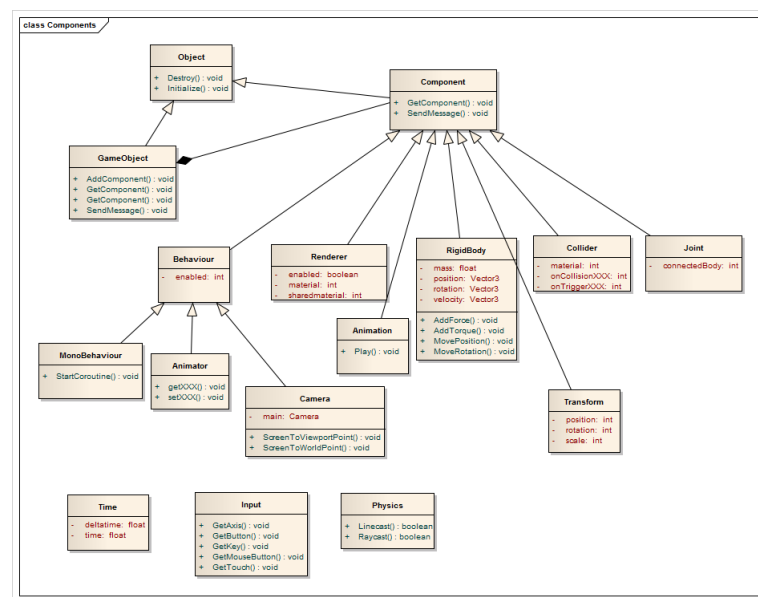 class Components
Object
+ Destroy() : void
+ Initialize() : void
Component
+ GetComponent() : void
+ SendMessage() : void
GameObject
+ AddComponent() : void
+ GetComponent() : void
+ GetComponent() : void
+ SendMessage() : void
Behaviour
- enabled: int
Renderer
- enabled: boolean
- material: int
- sharedmaterial: int
RigidBody
- mass: float
- position: Vector3
- rotation: Vector3
- velocity: Vector3
+ AddForce() : void
+ AddTorque() : void
+ MovePosition() : void
+ MoveRotation() : void
Collider
- material: int
- onCollisionXXX: int
- onTriggerXXX: int
Joint
- connectedBody: int
Animation
+ Play() : void
MonoBehaviour
+ StartCoroutine() : void
Animator
+ getXXX() : void
+ setXXX() : void
Camera
- main: Camera
+ ScreenToViewportPoint() : void
+ ScreenToWorldPoint() : void
Transform
- position: int
- rotation: int
- scale: int
Time
- deltatime: float
- time: float
Input
+ GetAxis() : void
+ GetButton() : void
+ GetKey() : void
+ GetMouseButton() : void
+ GetTouch() : void
Physics
+ Linecast() : boolean
+ Raycast() : boolean